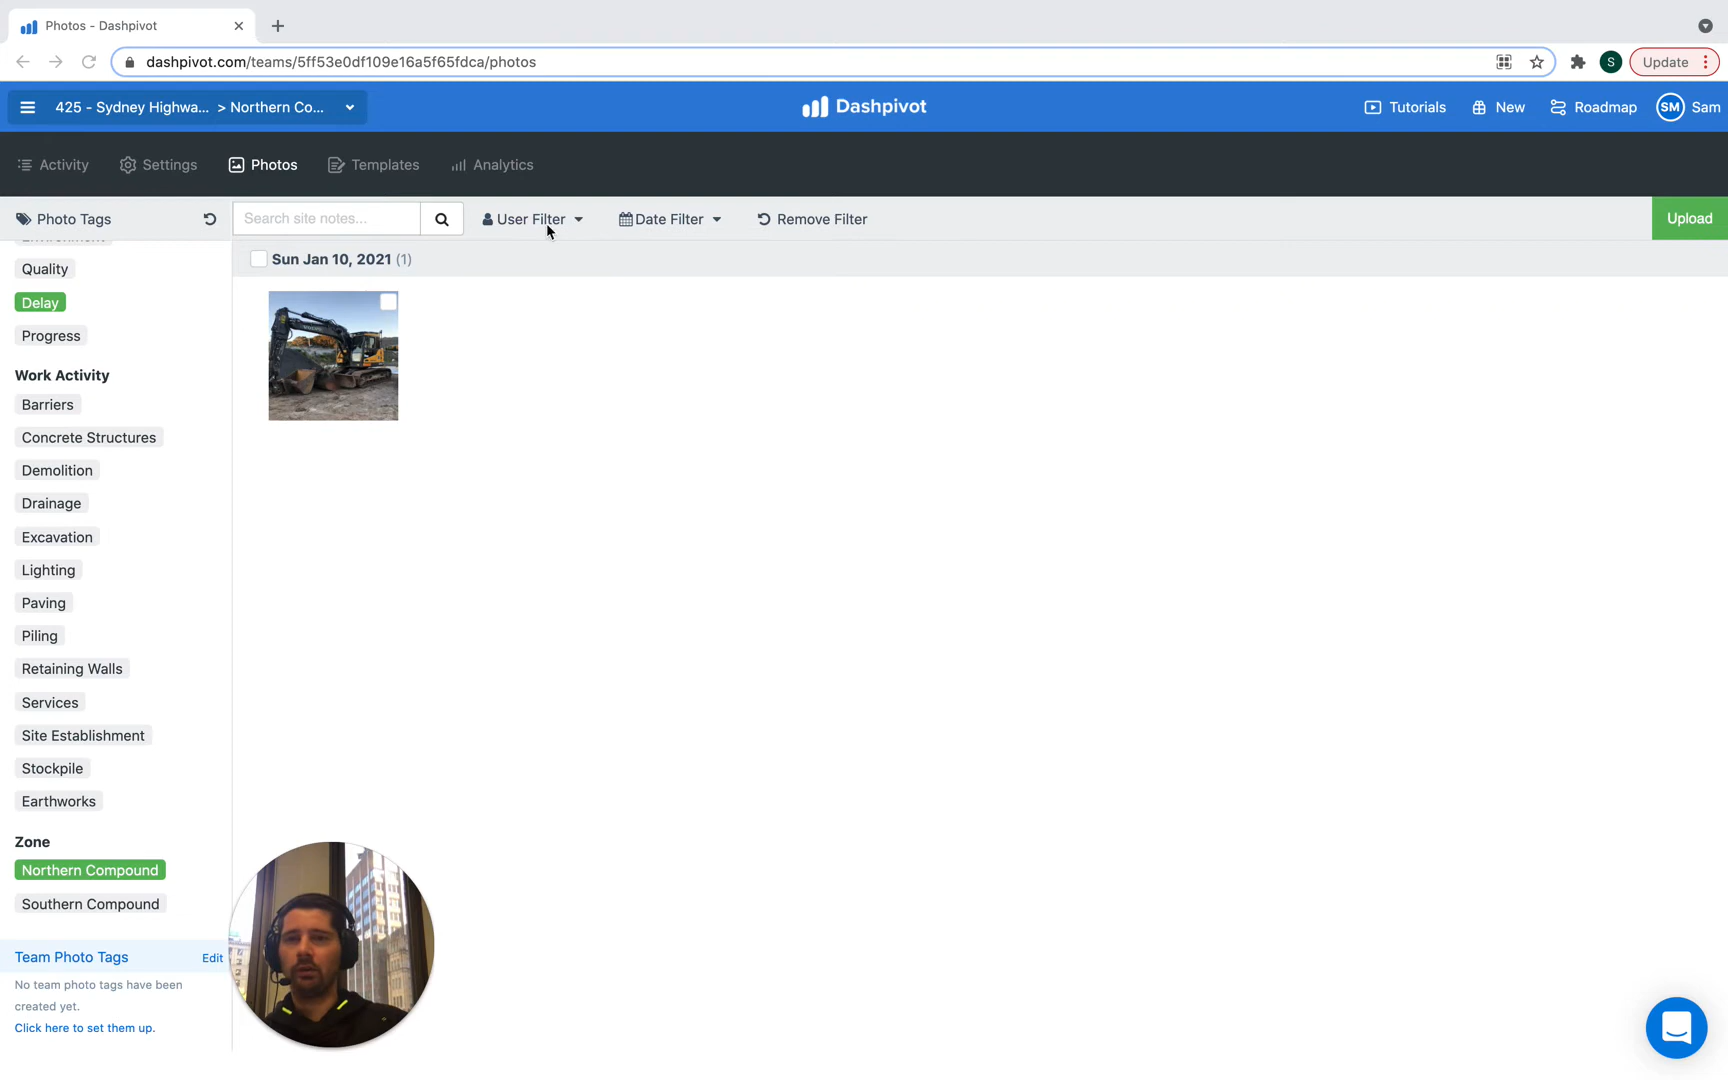 Photos - Dashpivot
dashpivot.com/teams/5ff53e0df109e16a5f65fdca/photos
S
Update
425 - Sydney Highwa... > Northern Co...
Dashpivot
Tutorials
New
Roadmap
SM
Sam
Activity
Settings
Photos
Templates
Analytics
Photo Tags
Search site notes...
User Filter
Date Filter
Remove Filter
Upload
Environment
Sun Jan 10, 2021 (1)
Quality
Delay
Progress
Work Activity
Barriers
Concrete Structures
Demolition
Drainage
Excavation
Lighting
Paving
Piling
Retaining Walls
Services
Site Establishment
Stockpile
Earthworks
Zone
Northern Compound
Southern Compound
Team Photo Tags
Edit
No team photo tags have been
created yet.
Click here to set them up.